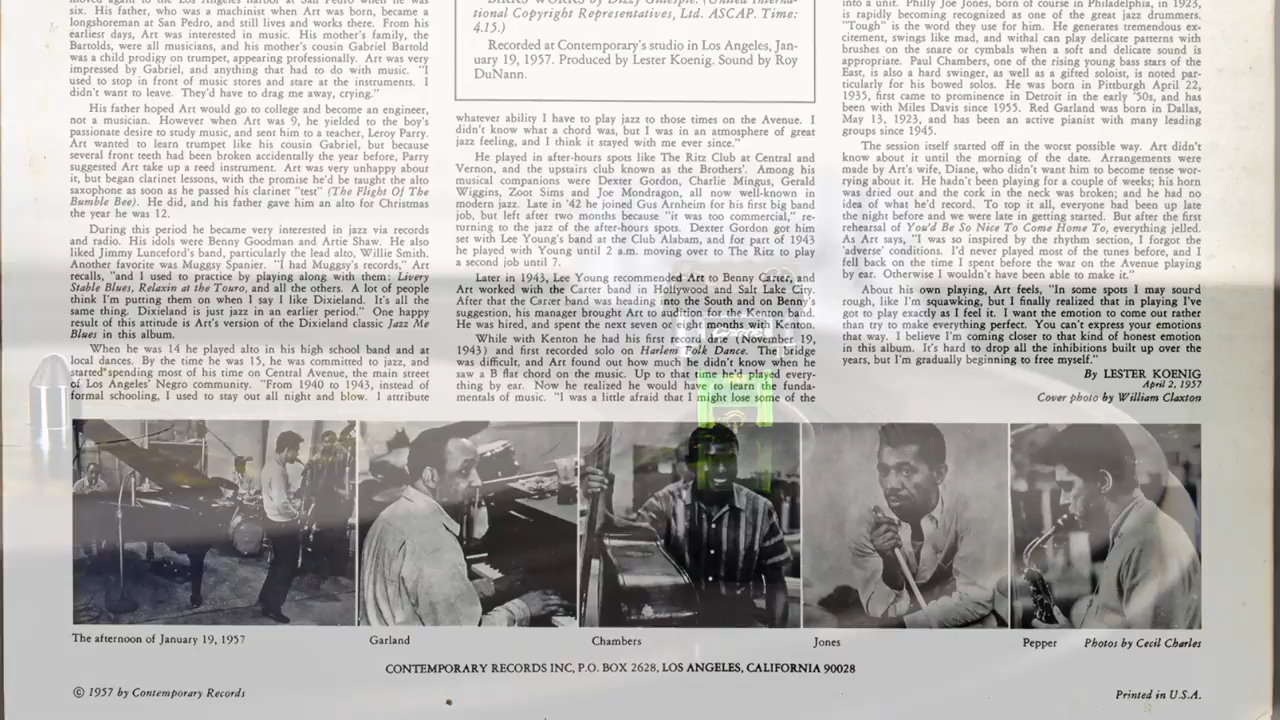 moved again to the Los Angeles harbor at San Pedro when he was
six. His father, who was a machinist when Art was born, became a
longshoreman at San Pedro, and still lives and works there. From his
earliest days, Art was interested in music. His mother's family, the
Bartolds, were all musicians, and his mother's cousin Gabriel Bartold
was a child prodigy on trumpet, appearing professionally. Art was very
impressed by Gabriel, and anything that had to do with music. "I
used to stop in front of music stores and stare at the instruments. I
didn't want to leave. They'd have to drag me away, crying."
His father hoped Art would go to college and become an engineer,
not a musician. However when Art was 9, he yielded to the boy's
passionate desire to study music, and sent him to a teacher, Leroy Parry.
Art wanted to learn trumpet like his cousin Gabriel, but because
several front teeth had been broken accidentally the year before, Parry
suggested Art take up a reed instrument. Art was very unhappy about
it, but began clarinet lessons, with the promise he'd be taught the alto
saxophone as soon as he passed his clarinet "test" (The Flight Of The
Bumble Bee). He did, and his father gave him an alto for Christmas
the year he was 12.
During this period he became very interested in jazz via records
and radio. His idols were Benny Goodman and Artie Shaw. He also
liked Jimmy Lunceford's band, particularly the lead alto, Willie Smith.
Another favorite was Muggsy Spanier. "I had Muggsy's records," Art
recalls, "and I used to practice by playing along with them: Livery
Stable Blues, Relaxin at the Touro, and all the others. A lot of people
think I'm putting them on when I say I like Dixieland. It's all the
same thing. Dixieland is just jazz in an earlier period." One happy
result of this attitude is Art's version of the Dixieland classic Jazz Me
Blues in this album.
When he was 14 he played alto in his high school band and at
local dances. By the time he was 15, he was committed to jazz, and
started spending most of his time on Central Avenue, the main street
of Los Angeles' Negro community. "From 1940 to 1943, instead of
formal schooling, I used to stay out all night and blow. I attribute
BIRKS WORKS by Dizzy Gillespie. (United Interna-
tional Copyright Representatives, Ltd. ASCAP. Time:
4.15.)
Recorded at Contemporary's studio in Los Angeles, Jan-
uary 19, 1957. Produced by Lester Koenig. Sound by Roy
DuNann.
whatever ability I have to play jazz to those times on the Avenue. I
didn't know what a chord was, but I was in an atmosphere of great
jazz feeling, and I think it stayed with me ever since."
He played in after-hours spots like The Ritz Club at Central and
Vernon, and the upstairs club known as the Brothers'. Among his
musical companions were Dexter Gordon, Charlie Mingus, Gerald
Wiggins, Zoot Sims and Joe Mondragon, all now well-known in
modern jazz. Late in '42 he joined Gus Arnheim for his first big band
job, but left after two months because "it was too commercial," re-
turning to the jazz of the after-hours spots. Dexter Gordon got him
set with Lee Young's band at the Club Alabam, and for part of 1943
he played with Young until 2 a.m. moving over to The Ritz to play
a second job until 7.
Later in 1943, Lee Young recommended Art to Benny Carter, and
Art worked with the Carter band in Hollywood and Salt Lake City.
After that the Carter band was heading into the South and on Benny's
suggestion, his manager brought Art to audition for the Kenton band.
He was hired, and spent the next seven or eight months with Kenton.
While with Kenton he had his first record date (November 19,
1943) and first recorded solo on Harlem Folk Dance. The bridge
was difficult, and Art found out how much he didn't know when he
saw a B flat chord on the music. Up to that time he'd played every-
thing by ear. Now he realized he would have to learn the funda-
mentals of music. "I was a little afraid that I might lose some of the
into a unit. Philly Joe Jones, born of course in Philadelphia, in 1923,
is rapidly becoming recognized as one of the great jazz drummers.
"Tough" is the word they use for him. He generates tremendous ex-
citement, swings like mad, and withal can play delicate patterns with
brushes on the snare or cymbals when a soft and delicate sound is
appropriate. Paul Chambers, one of the rising young bass stars of the
East, is also a hard swinger, as well as a gifted soloist, is noted par-
ticularly for his bowed solos. He was born in Pittsburgh April 22,
1935, first came to prominence in Detroit in the early '50s, and has
been with Miles Davis since 1955. Red Garland was born in Dallas,
May 13, 1923, and has been an active pianist with many leading
groups since 1945.
The session itself started off in the worst possible way. Art didn't
know about it until the morning of the date. Arrangements were
made by Art's wife, Diane, who didn't want him to become tense wor-
rying about it. He hadn't been playing for a couple of weeks; his horn
was dried out and the cork in the neck was broken; and he had no
idea of what he'd record. To top it all, everyone had been up late
the night before and we were late in getting started. But after the first
rehearsal of You'd Be So Nice To Come Home To, everything jelled.
As Art says, "I was so inspired by the rhythm section, I forgot the
'adverse' conditions. I'd never played most of the tunes before, and I
fell back on the time I spent before the war on the Avenue playing
by ear. Otherwise I wouldn't have been able to make it."
About his own playing, Art feels, "In some spots I may sound
rough, like I'm squawking, but I finally realized that in playing I've
got to play exactly as I feel it. I want the emotion to come out rather
than try to make everything perfect. You can't express your emotions
that way. I believe I'm coming closer to that kind of honest emotion
in this album. It's hard to drop all the inhibitions built up over the
years, but I'm gradually beginning to free myself."
By LESTER KOENIG
April 2, 1957
Cover photo by William Claxton
The afternoon of January 19, 1957
Garland
Chambers
Jones
Pepper
Photos by Cecil Charles
CONTEMPORARY RECORDS INC, P.O. BOX 2628, LOS ANGELES, CALIFORNIA 90028
© 1957 by Contemporary Records
Printed in U.S.A.